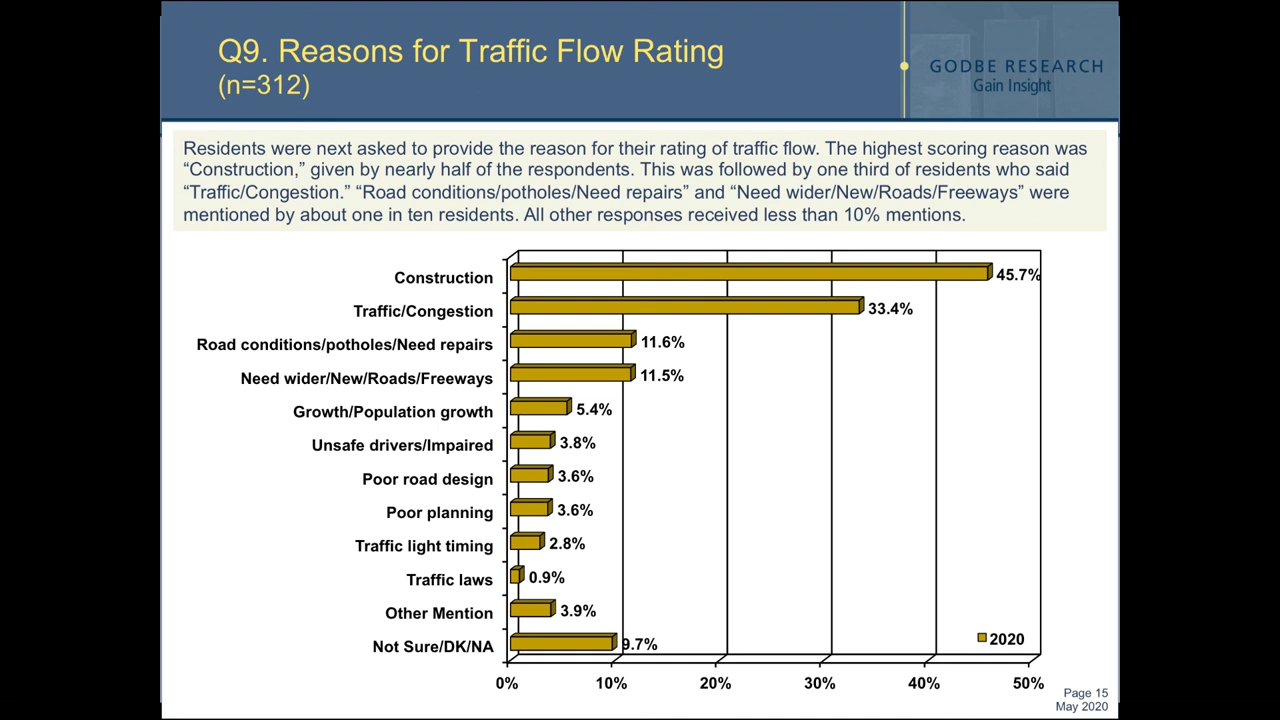 Q9. Reasons for Traffic Flow Rating
(n=312)
GODBE RESEARCH
Gain Insight
Residents were next asked to provide the reason for their rating of traffic flow. The highest scoring reason was
“Construction,” given by nearly half of the respondents. This was followed by one third of residents who said
“Traffic/Congestion.” “Road conditions/potholes/Need repairs” and “Need wider/New/Roads/Freeways” were
mentioned by about one in ten residents. All other responses received less than 10% mentions.
Construction 45.7%
Traffic/Congestion 33.4%
Road conditions/potholes/Need repairs 11.6%
Need wider/New/Roads/Freeways 11.5%
Growth/Population growth 5.4%
Unsafe drivers/Impaired 3.8%
Poor road design 3.6%
Poor planning 3.6%
Traffic light timing 2.8%
Traffic laws 0.9%
Other Mention 3.9%
Not Sure/DK/NA 9.7%
2020
0% 10% 20% 30% 40% 50%
Page 15
May 2020